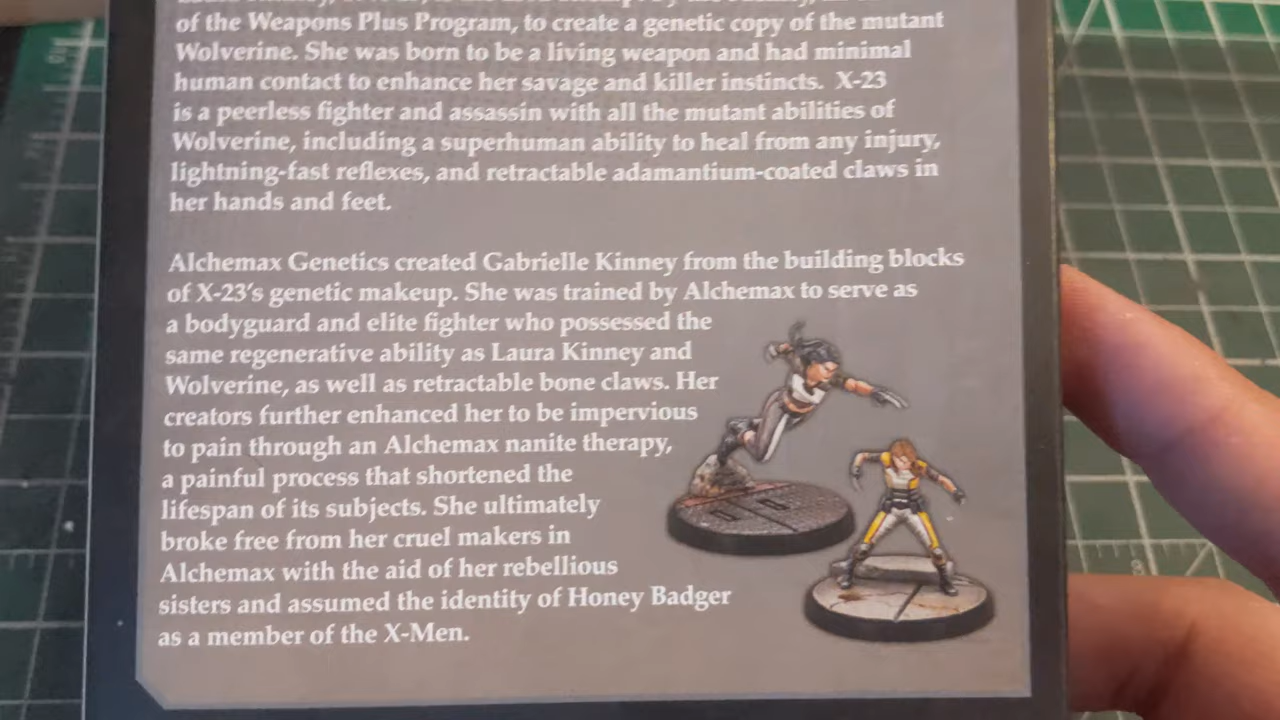 of the Weapons Plus Program, to create a genetic copy of the mutant
Wolverine. She was born to be a living weapon and had minimal
human contact to enhance her savage and killer instincts. X-23
is a peerless fighter and assassin with all the mutant abilities of
Wolverine, including a superhuman ability to heal from any injury,
lightning-fast reflexes, and retractable adamantium-coated claws in
her hands and feet.
Alchemax Genetics created Gabrielle Kinney from the building blocks
of X-23's genetic makeup. She was trained by Alchemax to serve as
a bodyguard and elite fighter who possessed the
same regenerative ability as Laura Kinney and
Wolverine, as well as retractable bone claws. Her
creators further enhanced her to be impervious
to pain through an Alchemax nanite therapy,
a painful process that shortened the
lifespan of its subjects. She ultimately
broke free from her cruel makers in
Alchemax with the aid of her rebellious
sisters and assumed the identity of Honey Badger
as a member of the X-Men.